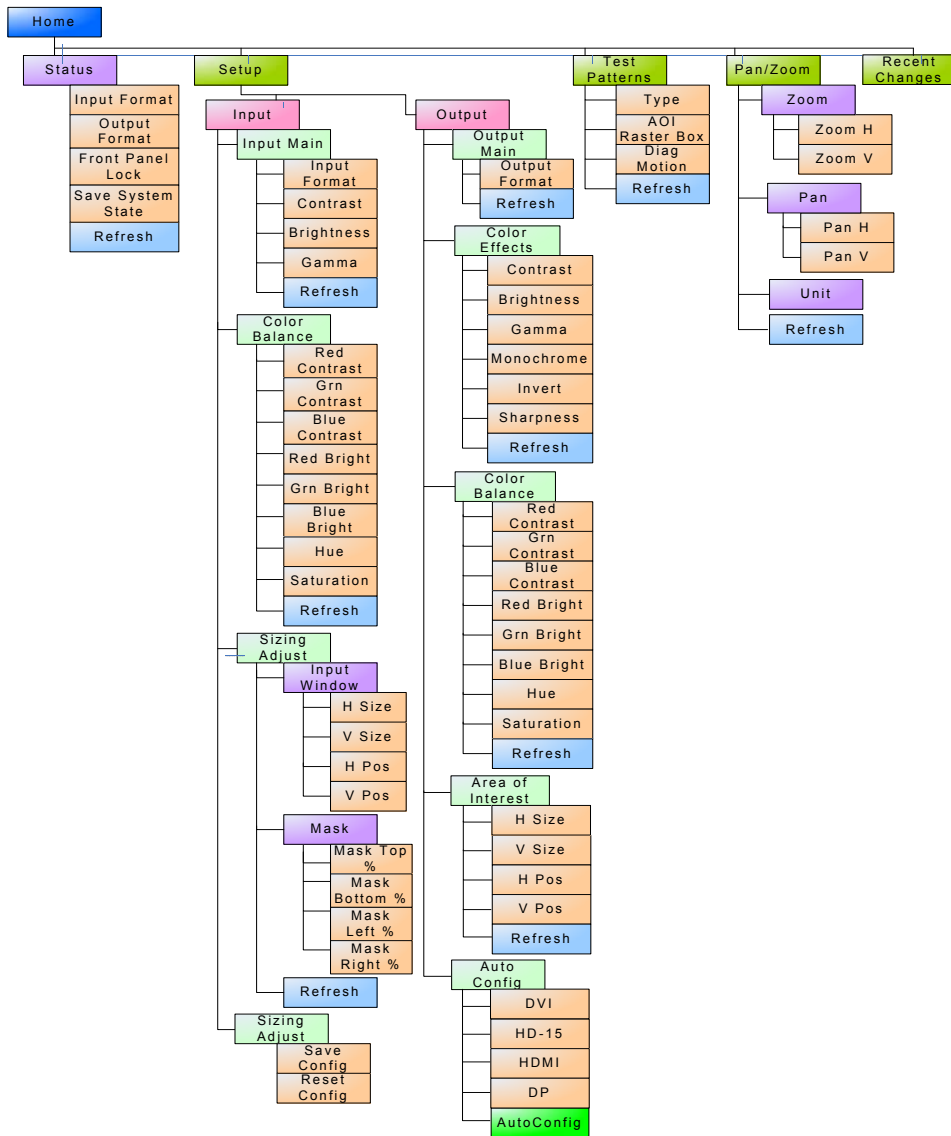 Home
Status
Input Format
Output
Format
Front Panel
Lock
Save System
State
Refresh
Setup
Input
Input Main
Input
Format
Contrast
Brightness
Gamma
Refresh
Color
Balance
Red
Contrast
Grn
Contrast
Blue
Contrast
Red Bright
Grn Bright
Blue
Bright
Hue
Saturation
Refresh
Sizing
Adjust
Input
Window
H Size
V Size
H Pos
V Pos
Mask
Mask Top
%
Mask
Bottom %
Mask
Left %
Mask
Right %
Refresh
Sizing
Adjust
Save
Config
Reset
Config
Output
Output
Main
Output
Format
Refresh
Color
Effects
Contrast
Brightness
Gamma
Monochrome
Invert
Sharpness
Refresh
Color
Balance
Red
Contrast
Grn
Contrast
Blue
Contrast
Red Bright
Grn Bright
Blue Bright
Hue
Saturation
Refresh
Area of
Interest
H Size
V Size
H Pos
V Pos
Refresh
Auto
Config
DVI
HD-15
HDMI
DP
AutoConfig
Test
Patterns
Type
AOI
Raster Box
Diag
Motion
Refresh
Pan/Zoom
Zoom
Zoom H
Zoom V
Pan
Pan H
Pan V
Unit
Refresh
Recent
Changes